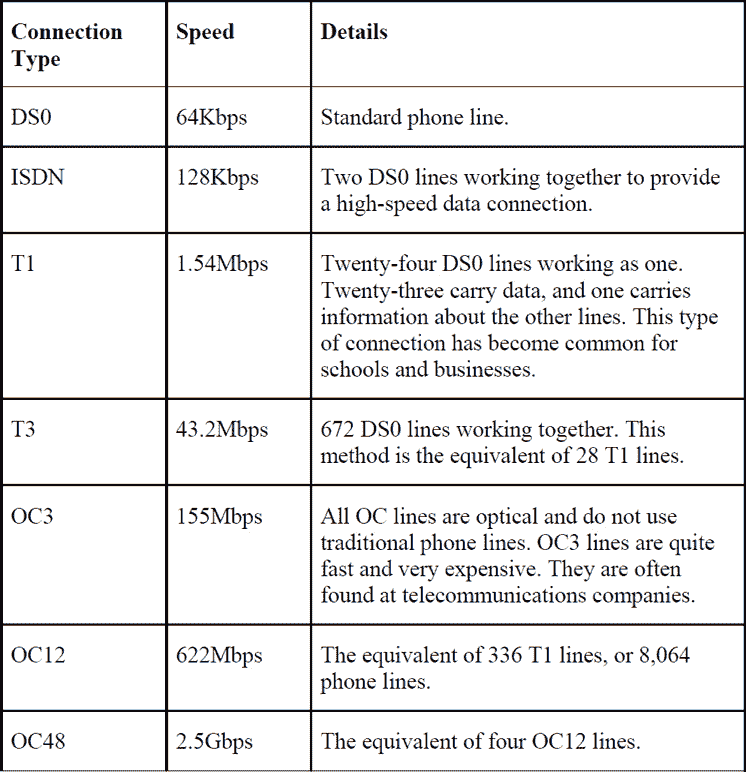 Connection Type Speed Details
DS0 64Kbps Standard phone line.
ISDN 128Kbps Two DS0 lines working together to provide
a high-speed data connection.
T1 1.54Mbps Twenty-four DS0 lines working as one.
Twenty-three carry data, and one carries
information about the other lines. This type
of connection has become common for
schools and businesses.
T3 43.2Mbps 672 DS0 lines working together. This
method is the equivalent of 28 T1 lines.
OC3 155Mbps All OC lines are optical and do not use
traditional phone lines. OC3 lines are quite
fast and very expensive. They are often
found at telecommunications companies.
OC12 622Mbps The equivalent of 336 T1 lines, or 8,064
phone lines.
OC48 2.5Gbps The equivalent of four OC12 lines.